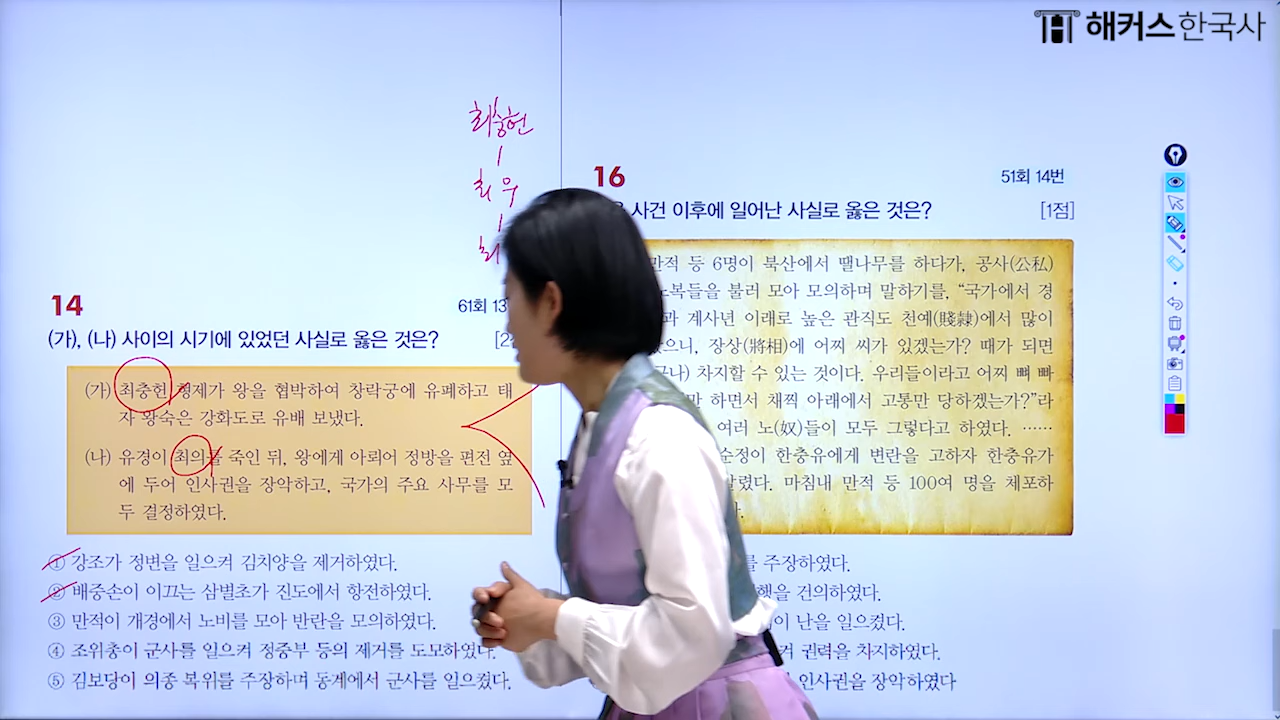 해커스한국사
최충헌
최우
최
14
61회 13
(가), (나) 사이의 시기에 있었던 사실로 옳은 것은?
(가) 최충헌 형제가 왕을 협박하여 창락궁에 유폐하고 태
자 왕숙은 강화도로 유배 보냈다.
(나) 유경이 최의를 죽인 뒤, 왕에게 아뢰어 정방을 편전 옆
에 두어 인사권을 장악하고, 국가의 주요 사무를 모
두 결정하였다.
① 강조가 정변을 일으켜 김치양을 제거하였다.
② 배중손이 이끄는 삼별초가 진도에서 항전하였다.
③ 만적이 개경에서 노비를 모아 반란을 모의하였다.
④ 조위총이 군사를 일으켜 정중부 등의 제거를 도모하였다.
⑤ 김보당이 의종 복위를 주장하며 동계에서 군사를 일으켰다.
16
51회 14번
사건 이후에 일어난 사실로 옳은 것은?
[1점]
만적 등 6명이 북산에서 땔나무를 하다가, 공사(公私)
노복들을 불러 모아 모의하며 말하기를, “국가에서 경
과 계사년 이래로 높은 관직도 천예(賤隷)에서 많이
으니, 장상(將相)에 어찌 씨가 있겠는가? 때가 되면
구나) 차지할 수 있는 것이다. 우리들이라고 어찌 뼈 빠
만 하면서 채찍 아래에서 고통만 당하겠는가?”라
여러 노(奴)들이 모두 그렇다고 하였다. ……
순정이 한충유에게 변란을 고하자 한충유가
알렸다. 마침내 만적 등 100여 명을 체포하
를 주장하였다.
행을 건의하였다.
이 난을 일으켰다.
켜 권력을 차지하였다.
인사권을 장악하였다